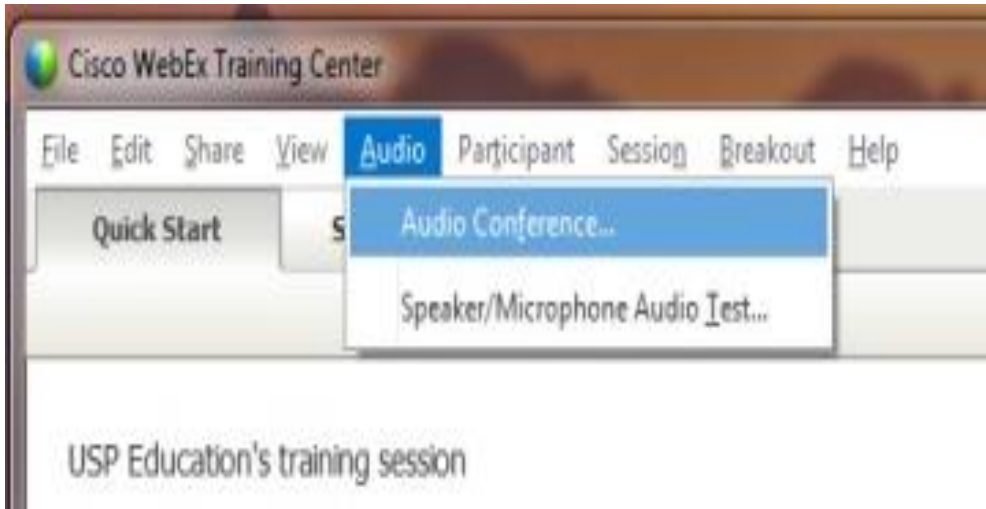 Cisco WebEx Training Center
File Edit Share View Audio Participant Session Breakout Help
Quick Start S
Audio Conference...
Speaker/Microphone Audio Test...
USP Education's training session